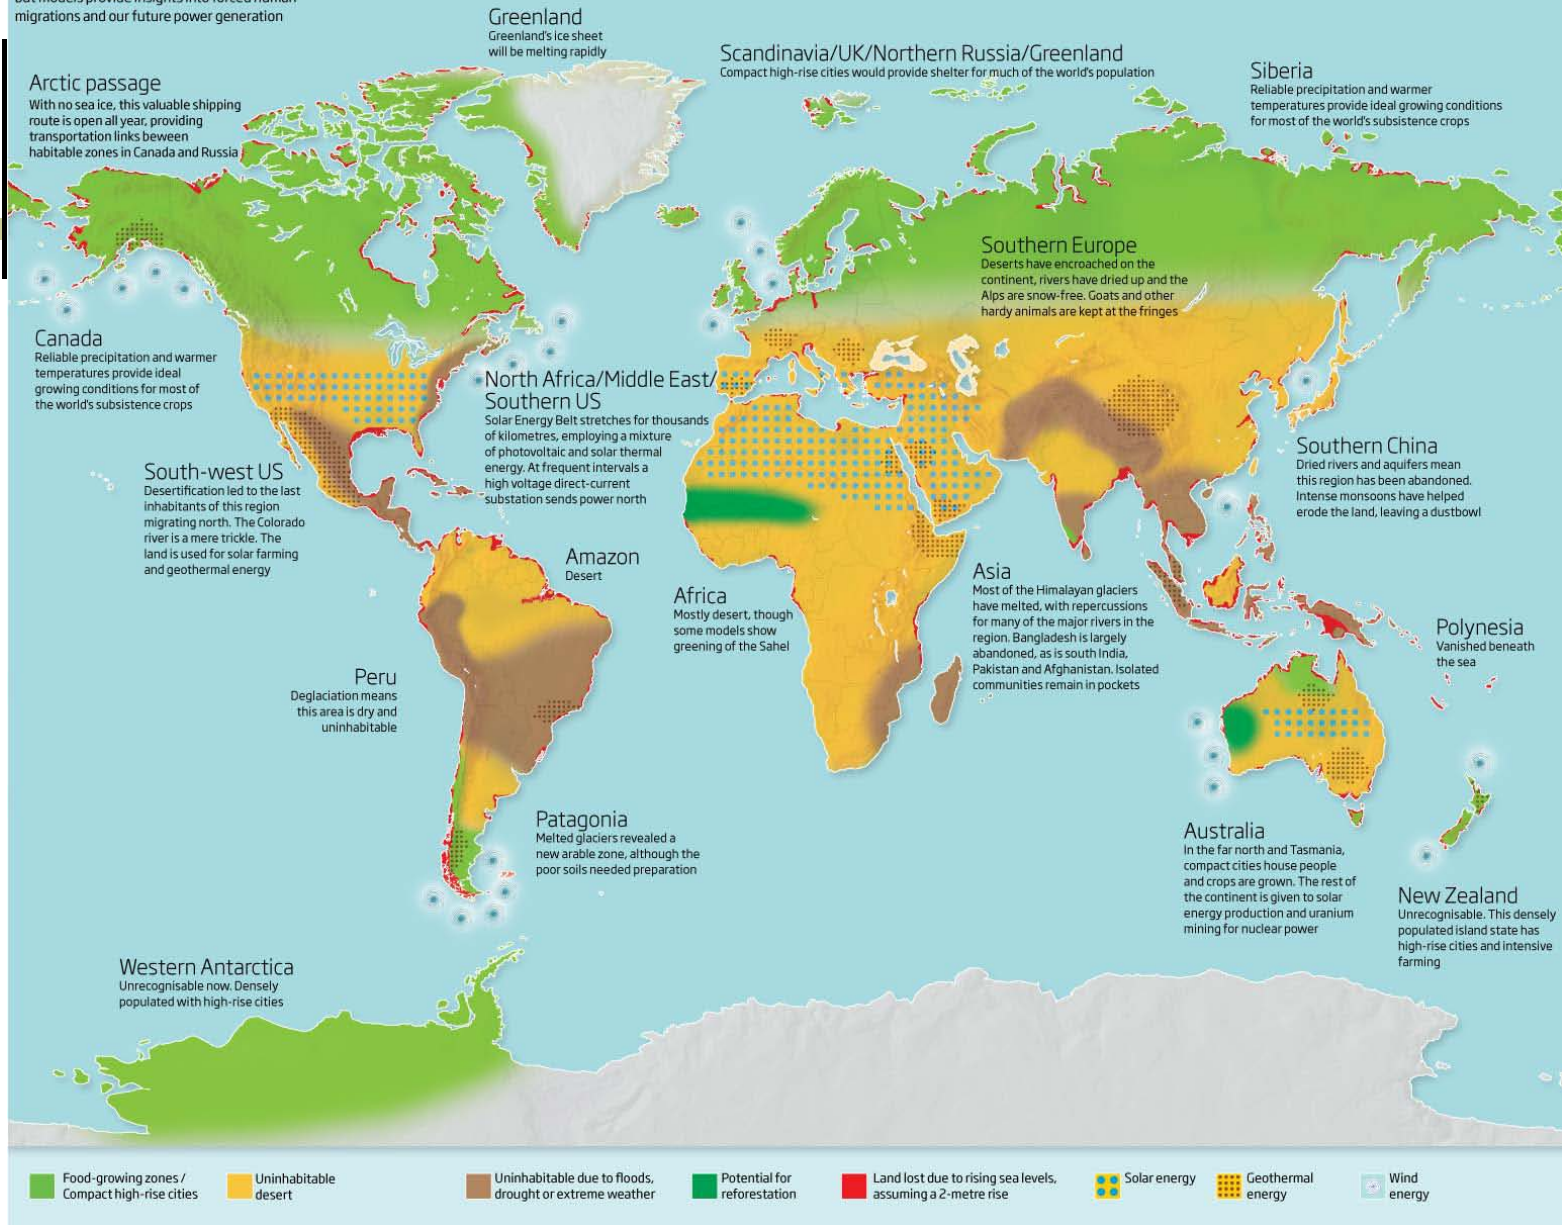 migrations and our future power generation
Greenland
Greenland's ice sheet
will be melting rapidly
Scandinavia/UK/Northern Russia/Greenland
Compact high-rise cities would provide shelter for much of the world's population
Siberia
Reliable precipitation and warmer
temperatures provide ideal growing conditions
for most of the world's subsistence crops
Arctic passage
With no sea ice, this valuable shipping
route is open all year, providing
transportation links beween
habitable zones in Canada and Russia
Southern Europe
Deserts have encroached on the
continent, rivers have dried up and the
Alps are snow-free. Goats and other
hardy animals are kept at the fringes
Canada
Reliable precipitation and warmer
temperatures provide ideal
growing conditions for most of
the world's subsistence crops
North Africa/Middle East/
Southern US
Solar Energy Belt stretches for thousands
of kilometres, employing a mixture
of photovoltaic and solar thermal
energy. At frequent intervals a
high voltage direct-current
substation sends power north
South-west US
Desertification led to the last
inhabitants of this region
migrating north. The Colorado
river is a mere trickle. The
land is used for solar farming
and geothermal energy
Southern China
Dried rivers and aquifers mean
this region has been abandoned.
Intense monsoons have helped
erode the land, leaving a dustbowl
Amazon
Desert
Africa
Mostly desert, though
some models show
greening of the Sahel
Asia
Most of the Himalayan glaciers
have melted, with repercussions
for many of the major rivers in the
region. Bangladesh is largely
abandoned, as is south India,
Pakistan and Afghanistan. Isolated
communities remain in pockets
Polynesia
Vanished beneath
the sea
Peru
Deglaciation means
this area is dry and
uninhabitable
Patagonia
Melted glaciers revealed a
new arable zone, although the
poor soils needed preparation
Australia
In the far north and Tasmania,
compact cities house people
and crops are grown. The rest of
the continent is given to solar
energy production and uranium
mining for nuclear power
New Zealand
Unrecognisable. This densely
populated island state has
high-rise cities and intensive
farming
Western Antarctica
Unrecognisable now. Densely
populated with high-rise cities
Food-growing zones /
Compact high-rise cities
Uninhabitable
desert
Uninhabitable due to floods,
drought or extreme weather
Potential for
reforestation
Land lost due to rising sea levels,
assuming a 2-metre rise
Solar energy
Geothermal
energy
Wind
energy